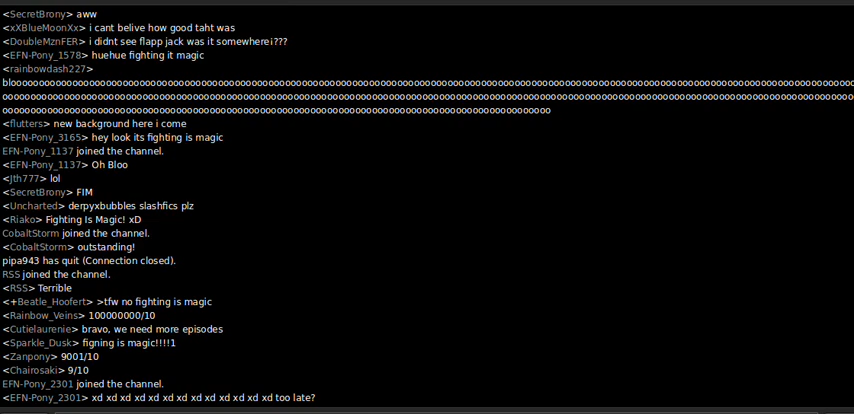 <SecretBrony> aww
<xXBlueMoonXx> i cant belive how good taht was
<DoubleMznFER> i didnt see flapp jack was it somewherei???
<EFN-Pony_1578> huehue fighting it magic
<rainbowdash227>
blooooooooooooooooooooooooooooooooooooooooooooooooooooooooooooooooooooooooooooooooooooooooooooooooooooooooooooooooooooooooooooooooooo
oooooooooooooooooooooooooooooooooooooooooooooooooooooooooooooooooooooooooooooooooooooooooooooooooooooooooooooooooooooooooooooooooooo
oooooooooooooooooooooooooooooooooooooooooooooooooooooooooooooooooooooooooooooooooooo
<flutters> new background here i come
<EFN-Pony_3165> hey look its fighting is magic
EFN-Pony_1137 joined the channel.
<EFN-Pony_1137> Oh Bloo
<Jth777> lol
<SecretBrony> FIM
<Uncharted> derpyxbubbles slashfics plz
<Riako> Fighting Is Magic! xD
CobaltStorm joined the channel.
<CobaltStorm> outstanding!
pipa943 has quit (Connection closed).
RSS joined the channel.
<RSS> Terrible
<+Beatle_Hoofert> >tfw no fighting is magic
<Rainbow_Veins> 100000000/10
<Cutielaurenie> bravo, we need more episodes
<Sparkle_Dusk> figning is magic!!!!1
<Zanpony> 9001/10
<Chairosaki> 9/10
EFN-Pony_2301 joined the channel.
<EFN-Pony_2301> xd xd xd xd xd xd xd xd xd xd xd xd xd too late?